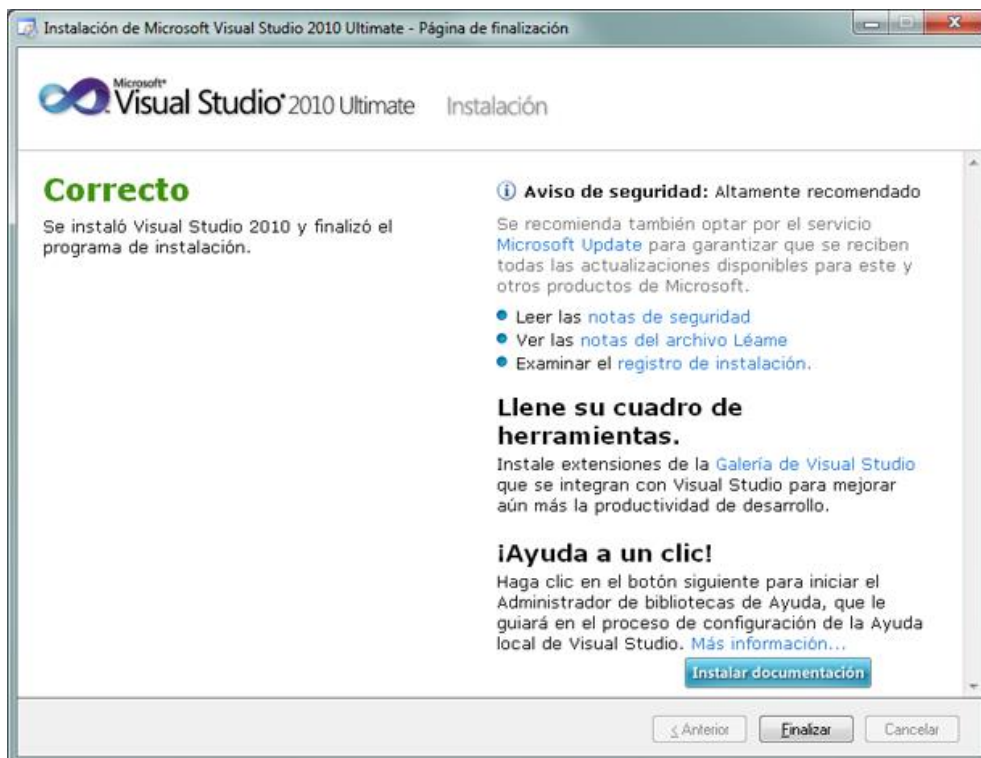 Instalación de Microsoft Visual Studio 2010 Ultimate - Página de finalización
Microsoft®
Visual Studio® 2010 Ultimate Instalación
Correcto
Se instaló Visual Studio 2010 y finalizó el
programa de instalación.
Aviso de seguridad: Altamente recomendado
Se recomienda también optar por el servicio
Microsoft Update para garantizar que se reciben
todas las actualizaciones disponibles para este y
otros productos de Microsoft.
Leer las notas de seguridad
Ver las notas del archivo Léame
Examinar el registro de instalación.
Llene su cuadro de
herramientas.
Instale extensiones de la Galería de Visual Studio
que se integran con Visual Studio para mejorar
aún más la productividad de desarrollo.
¡Ayuda a un clic!
Haga clic en el botón siguiente para iniciar el
Administrador de bibliotecas de Ayuda, que le
guiará en el proceso de configuración de la Ayuda
local de Visual Studio. Más información...
Instalar documentación
< Anterior Finalizar Cancelar